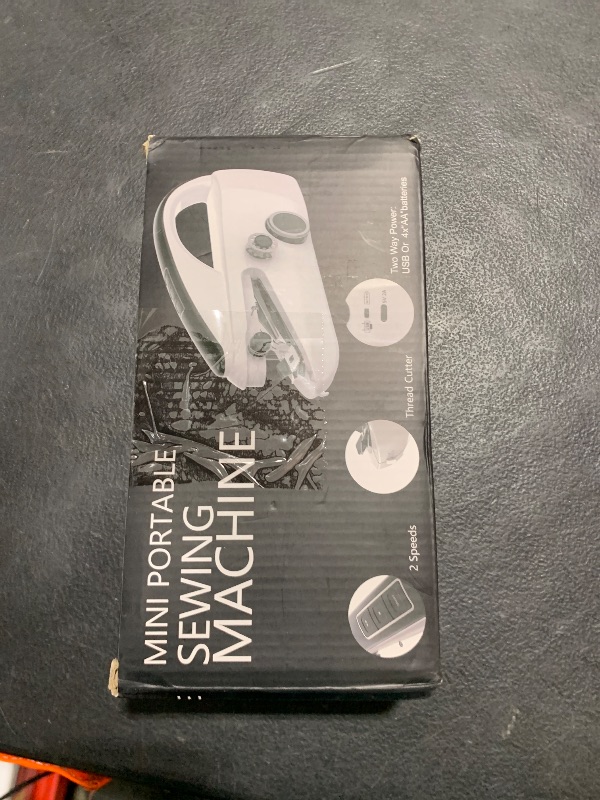 MINI PORTABLE
SEWING
MACHINE
2 Speeds
Thread Cutter
Two Way Power:
USB Or 4x"AA"batteries